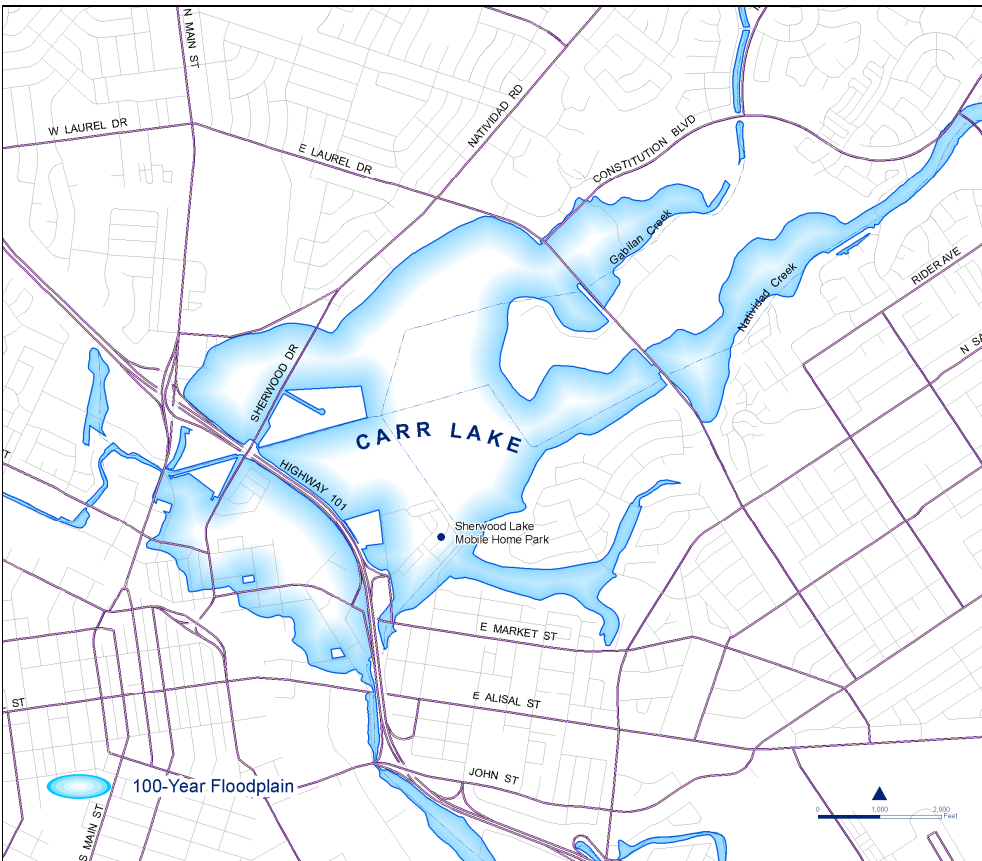 N MAIN ST
W LAUREL DR
E LAUREL DR
NATIVIDAD RD
CONSTITUTION BLVD
Gabilan Creek
Natividad Creek
RIDER AVE
N SA
SHERWOOD DR
CARR LAKE
HIGHWAY 101
Sherwood Lake
Mobile Home Park
E MARKET ST
E ALISAL ST
L ST
JOHN ST
100-Year Floodplain
S MAIN ST
0 1,000 2,000
Feet